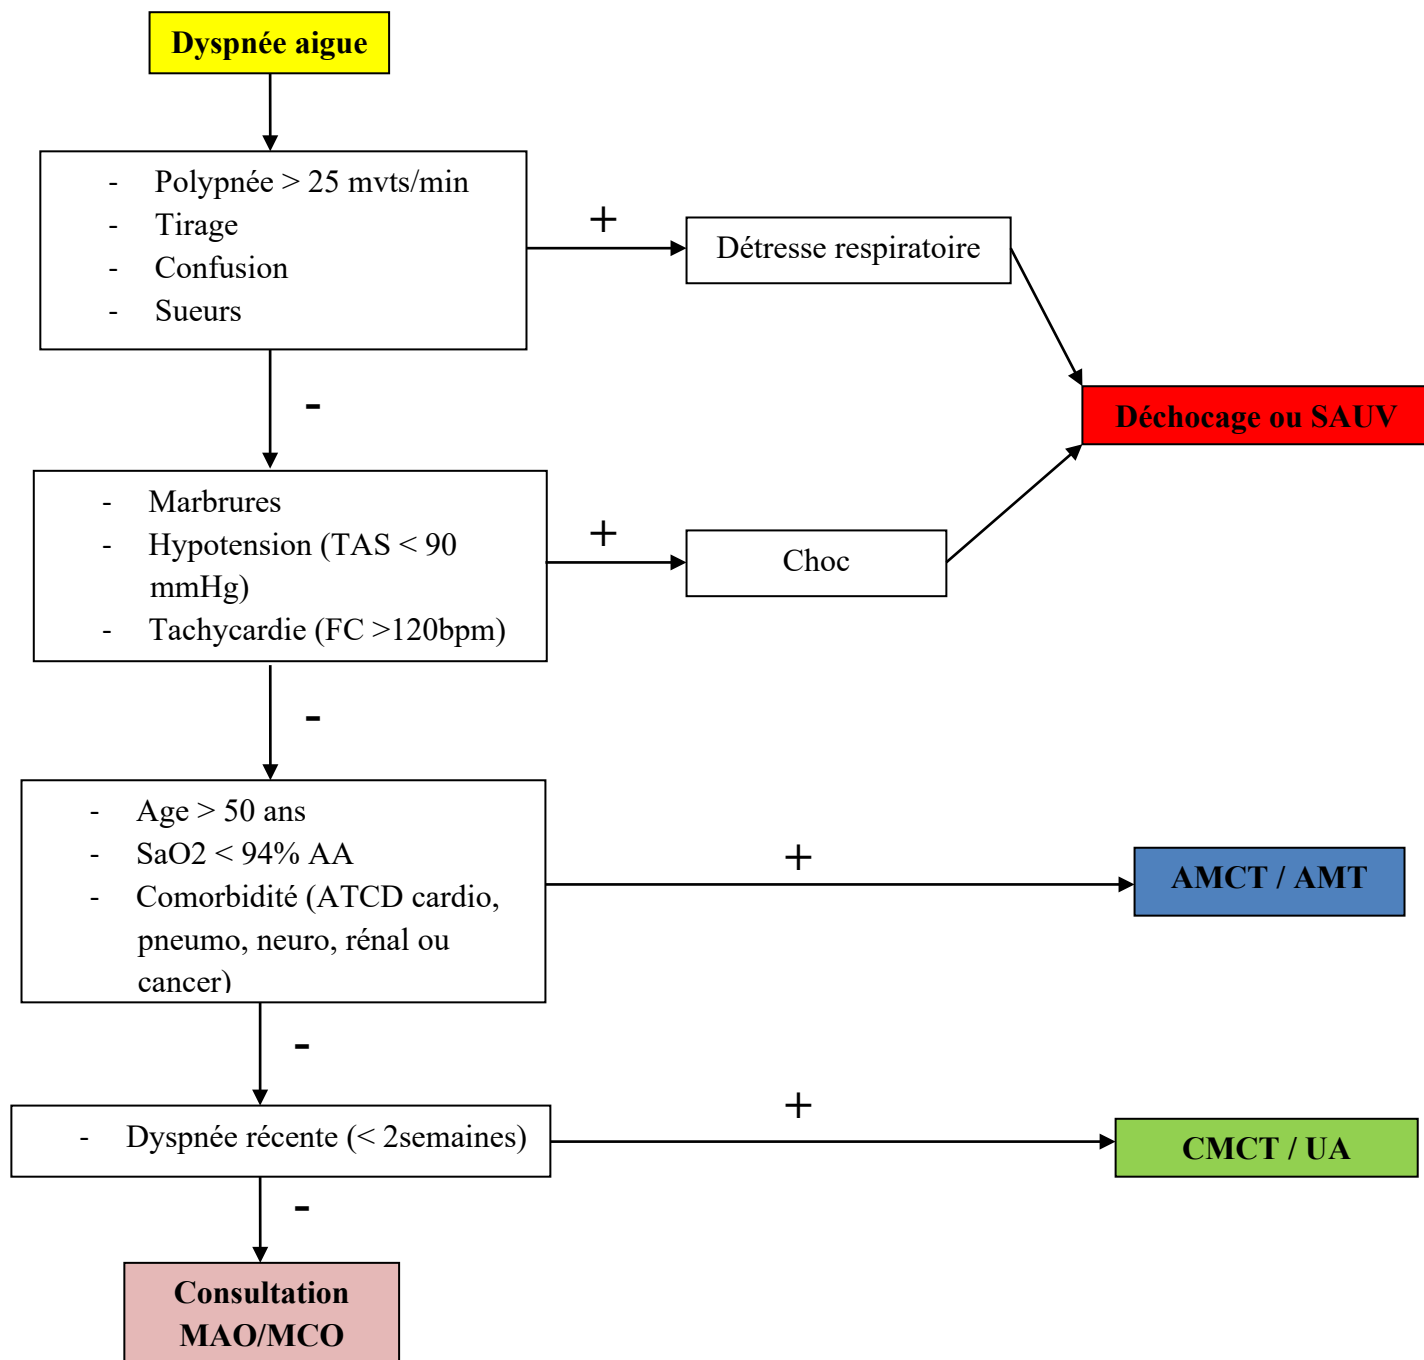 Dyspnée aigue
- Polypnée > 25 mvts/min
- Tirage
- Confusion
- Sueurs
+
Détresse respiratoire
Déchocage ou SAUV
-
- Marbrures
- Hypotension (TAS < 90
mmHg)
- Tachycardie (FC >120bpm)
+
Choc
-
- Age > 50 ans
- SaO2 < 94% AA
- Comorbidité (ATCD cardio,
pneumo, neuro, rénal ou
cancer)
+
AMCT / AMT
-
- Dyspnée récente (< 2semaines)
+
CMCT / UA
-
Consultation
MAO/MCO